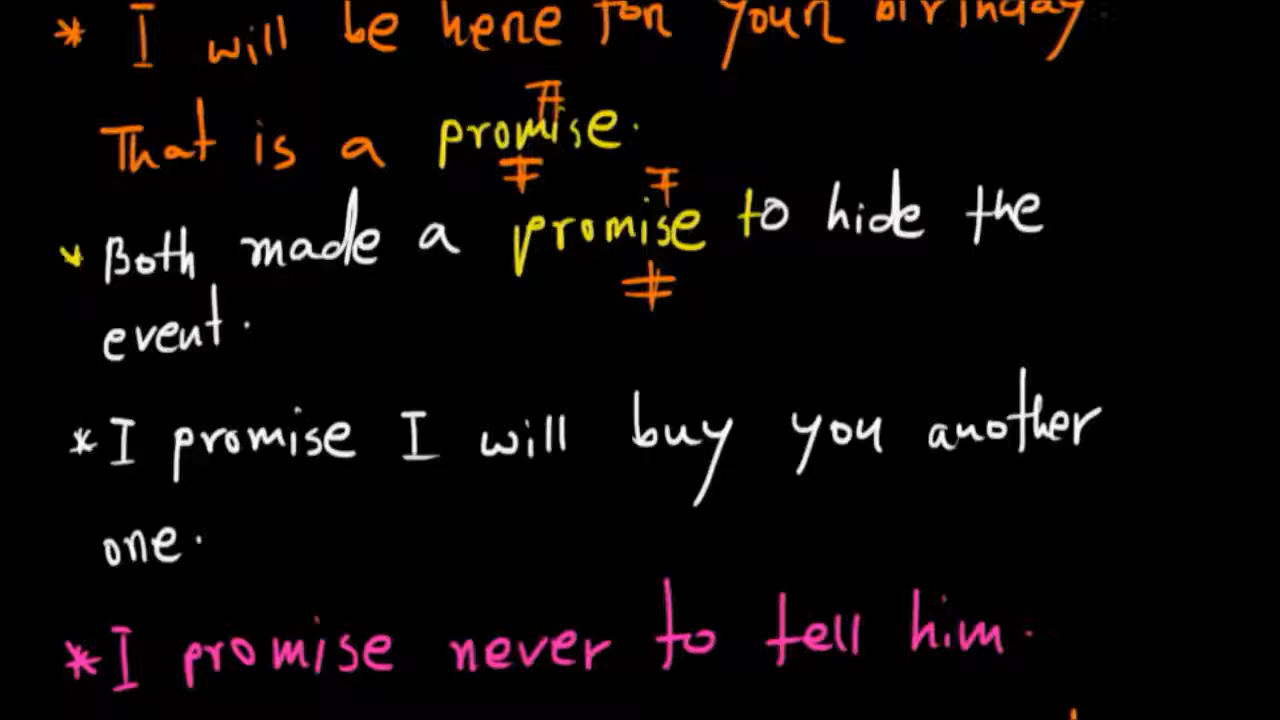 * I will be here for your birthday
That is a promise.
* Both made a promise to hide the
event.
* I promise I will buy you another
one.
* I promise never to tell him.